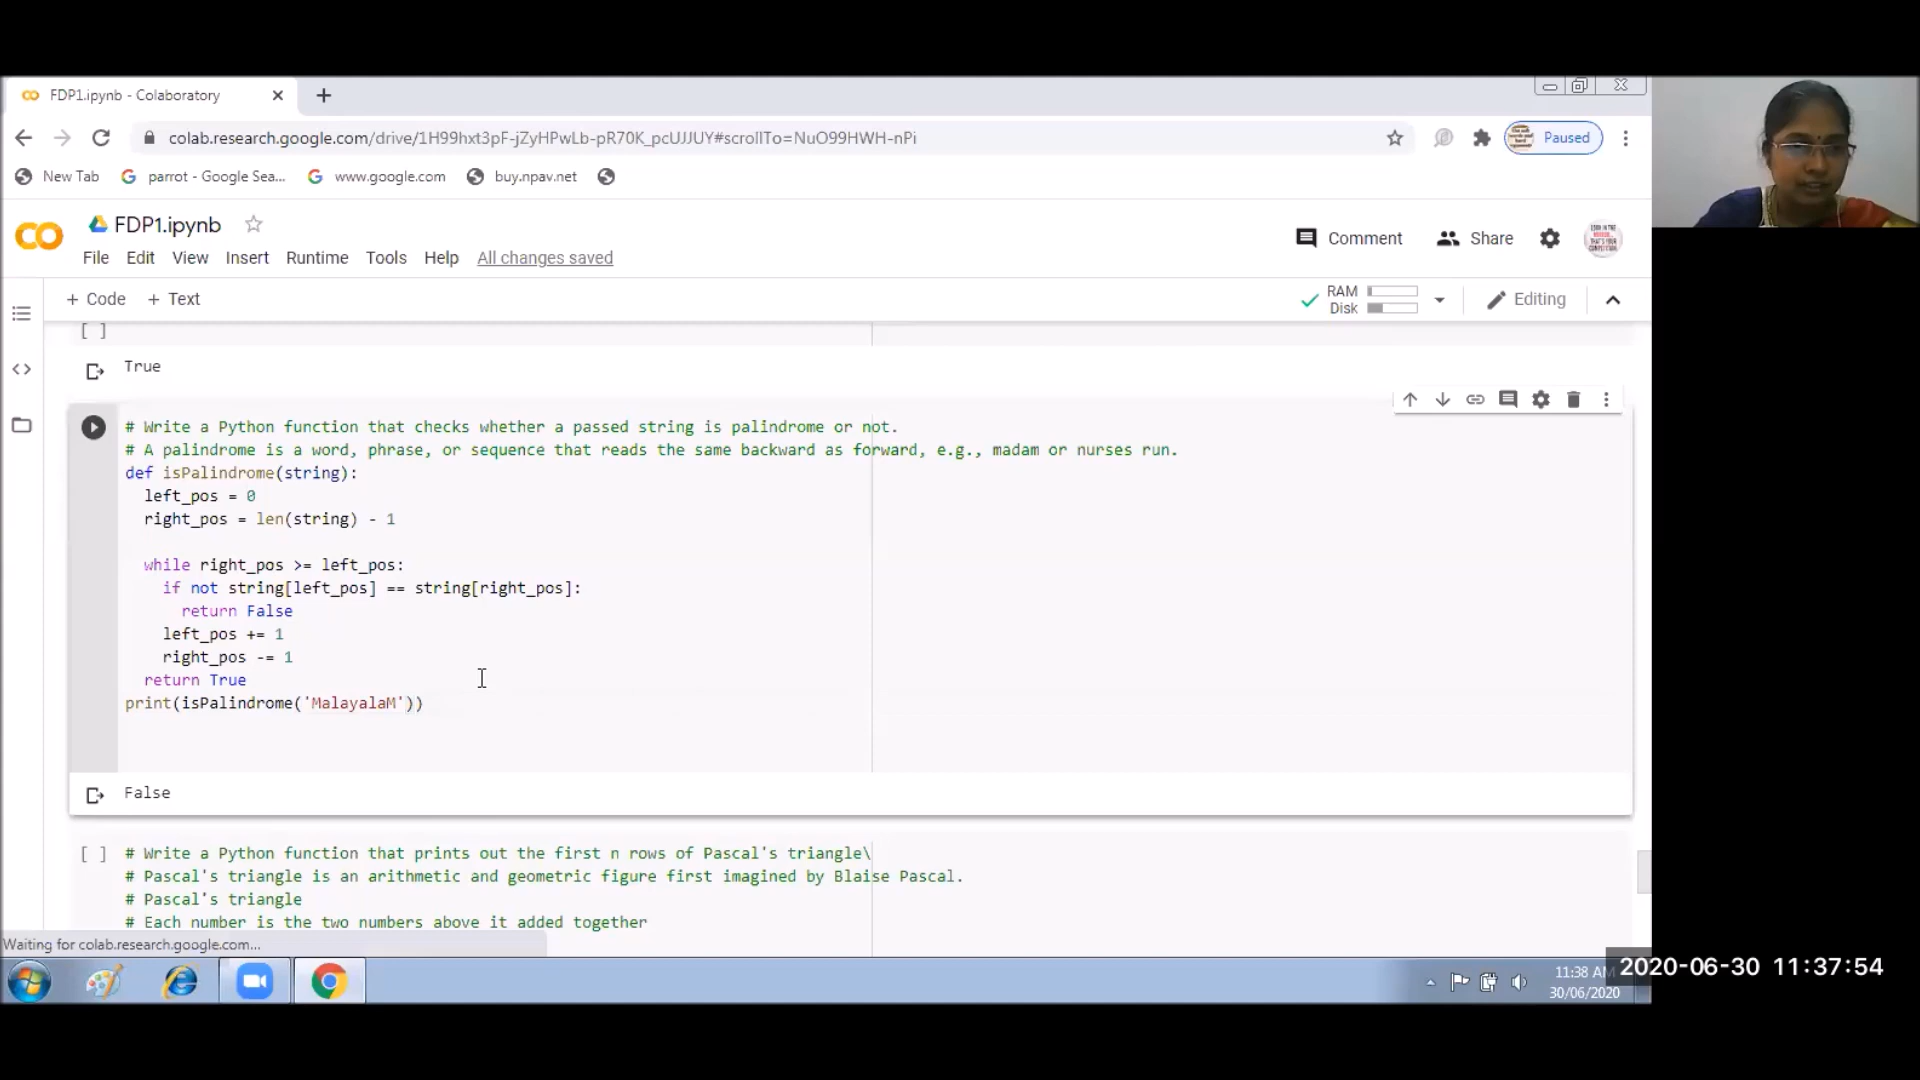 FDP1.ipynb - Colaboratory
colab.research.google.com/drive/1H99hxt3pF-jZyHPwLb-pR70K_pcUJJUY#scrollTo=NuO99HWH-nPi
Paused
New Tab
parrot - Google Sea...
www.google.com
buy.npav.net
CO
FDP1.ipynb
Comment
Share
File Edit View Insert Runtime Tools Help All changes saved
+ Code + Text
RAM
Disk
Editing
[ ]
True
# Write a Python function that checks whether a passed string is palindrome or not.
# A palindrome is a word, phrase, or sequence that reads the same backward as forward, e.g., madam or nurses run.
def isPalindrome(string):
left_pos = 0
right_pos = len(string) - 1
while right_pos >= left_pos:
if not string[left_pos] == string[right_pos]:
return False
left_pos += 1
right_pos -= 1
return True
print(isPalindrome('MalayalaM'))
False
[ ] # Write a Python function that prints out the first n rows of Pascal's triangle\
# Pascal's triangle is an arithmetic and geometric figure first imagined by Blaise Pascal.
# Pascal's triangle
# Each number is the two numbers above it added together
Waiting for colab.research.google.com...
11:38 AM
30/06/2020
2020-06-30 11:37:54